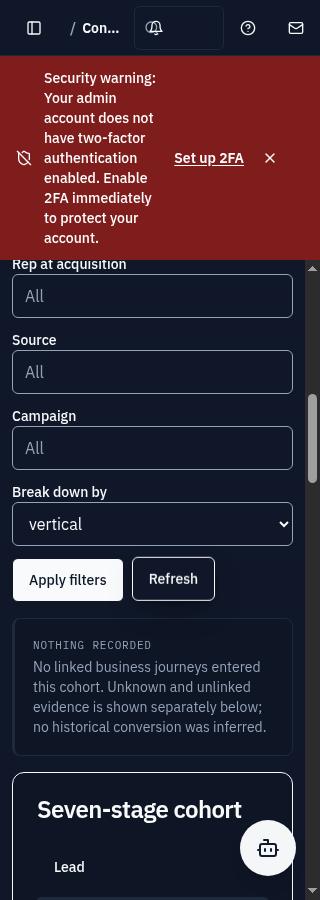 / Con...
Security warning:
Your admin
account does not
have two-factor
authentication
enabled. Enable
2FA immediately
to protect your
account.
Set up 2FA
Rep at acquisition
All
Source
All
Campaign
All
Break down by
vertical
Apply filters
Refresh
NOTHING RECORDED
No linked business journeys entered
this cohort. Unknown and unlinked
evidence is shown separately below;
no historical conversion was inferred.
Seven-stage cohort
Lead